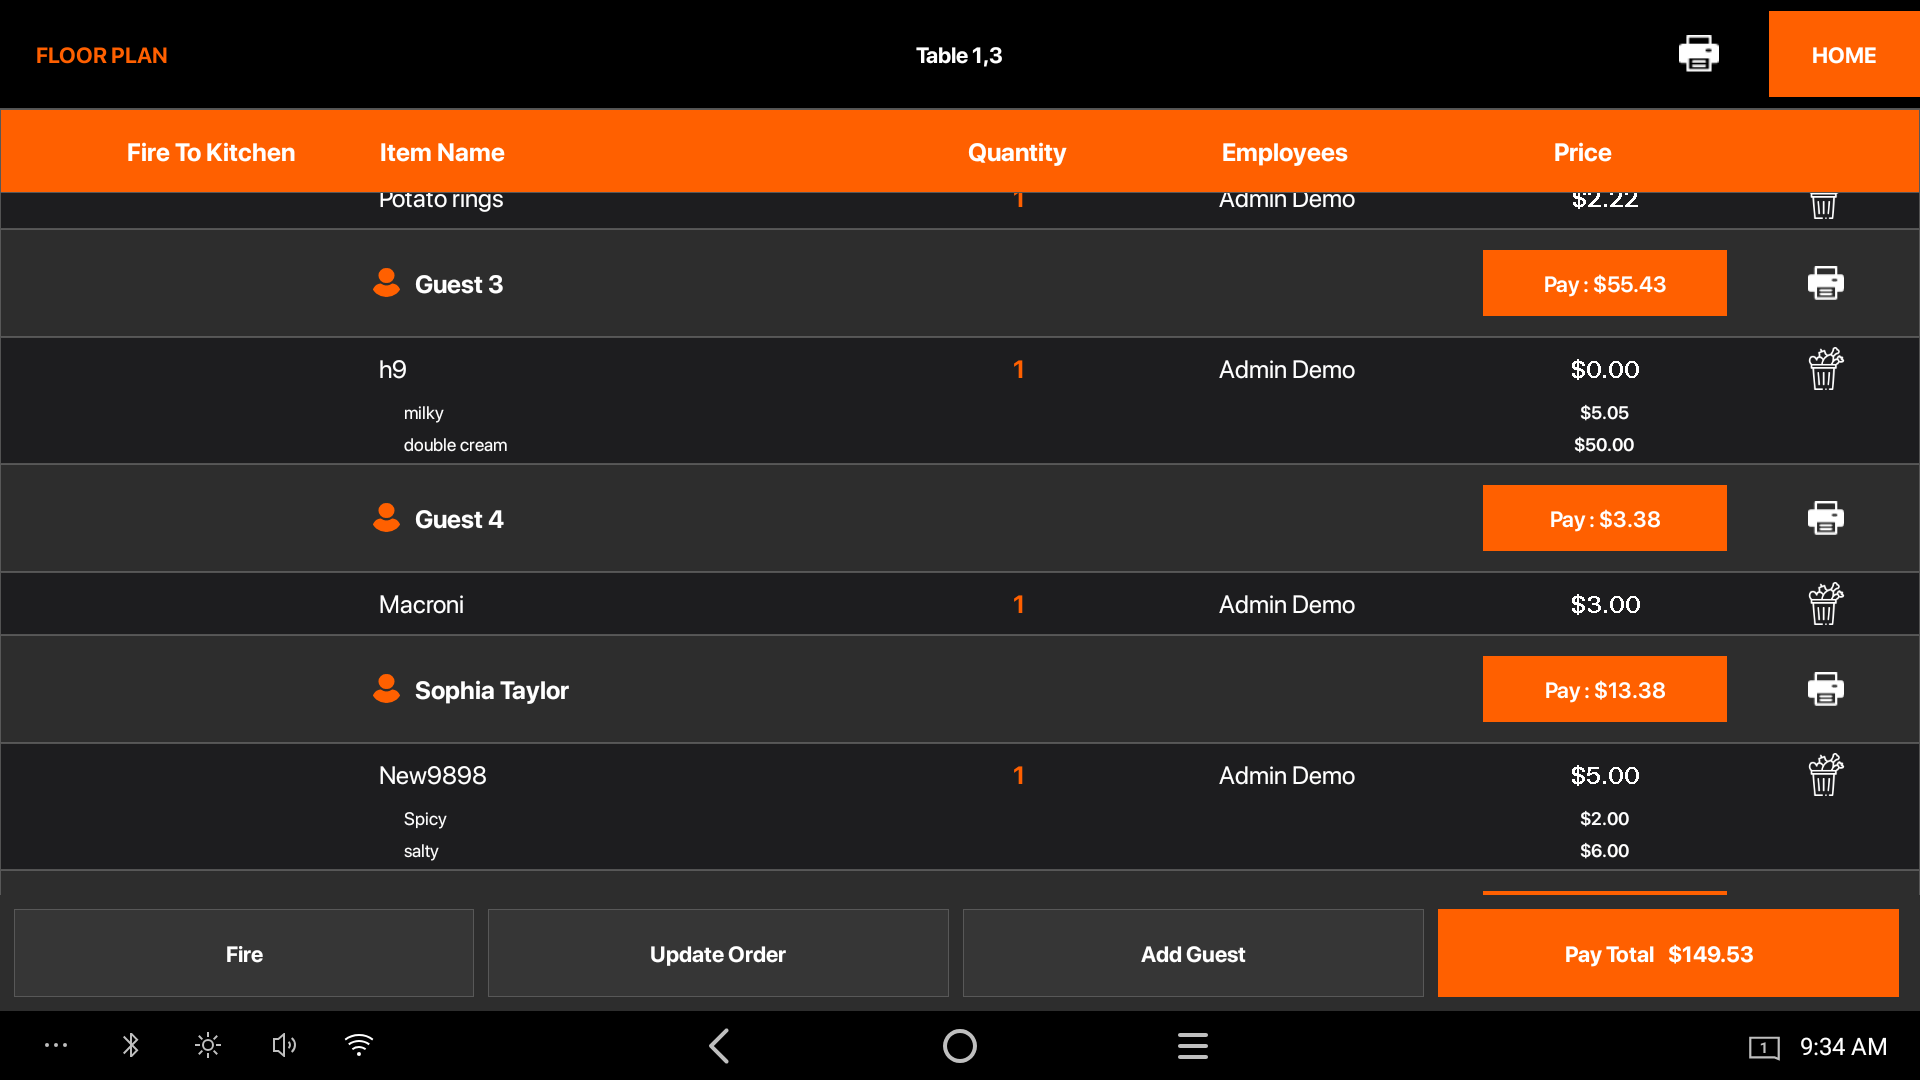 FLOOR PLAN Table 1,3 HOME
Fire To Kitchen Item Name Quantity Employees Price
Potato rings 1 Admin Demo $2.22
Guest 3 Pay : $55.43
h9 1 Admin Demo $0.00
milky $5.05
double cream $50.00
Guest 4 Pay : $3.38
Macroni 1 Admin Demo $3.00
Sophia Taylor Pay : $13.38
New9898 1 Admin Demo $5.00
Spicy $2.00
salty $6.00
Fire Update Order Add Guest Pay Total $149.53
1 9:34 AM